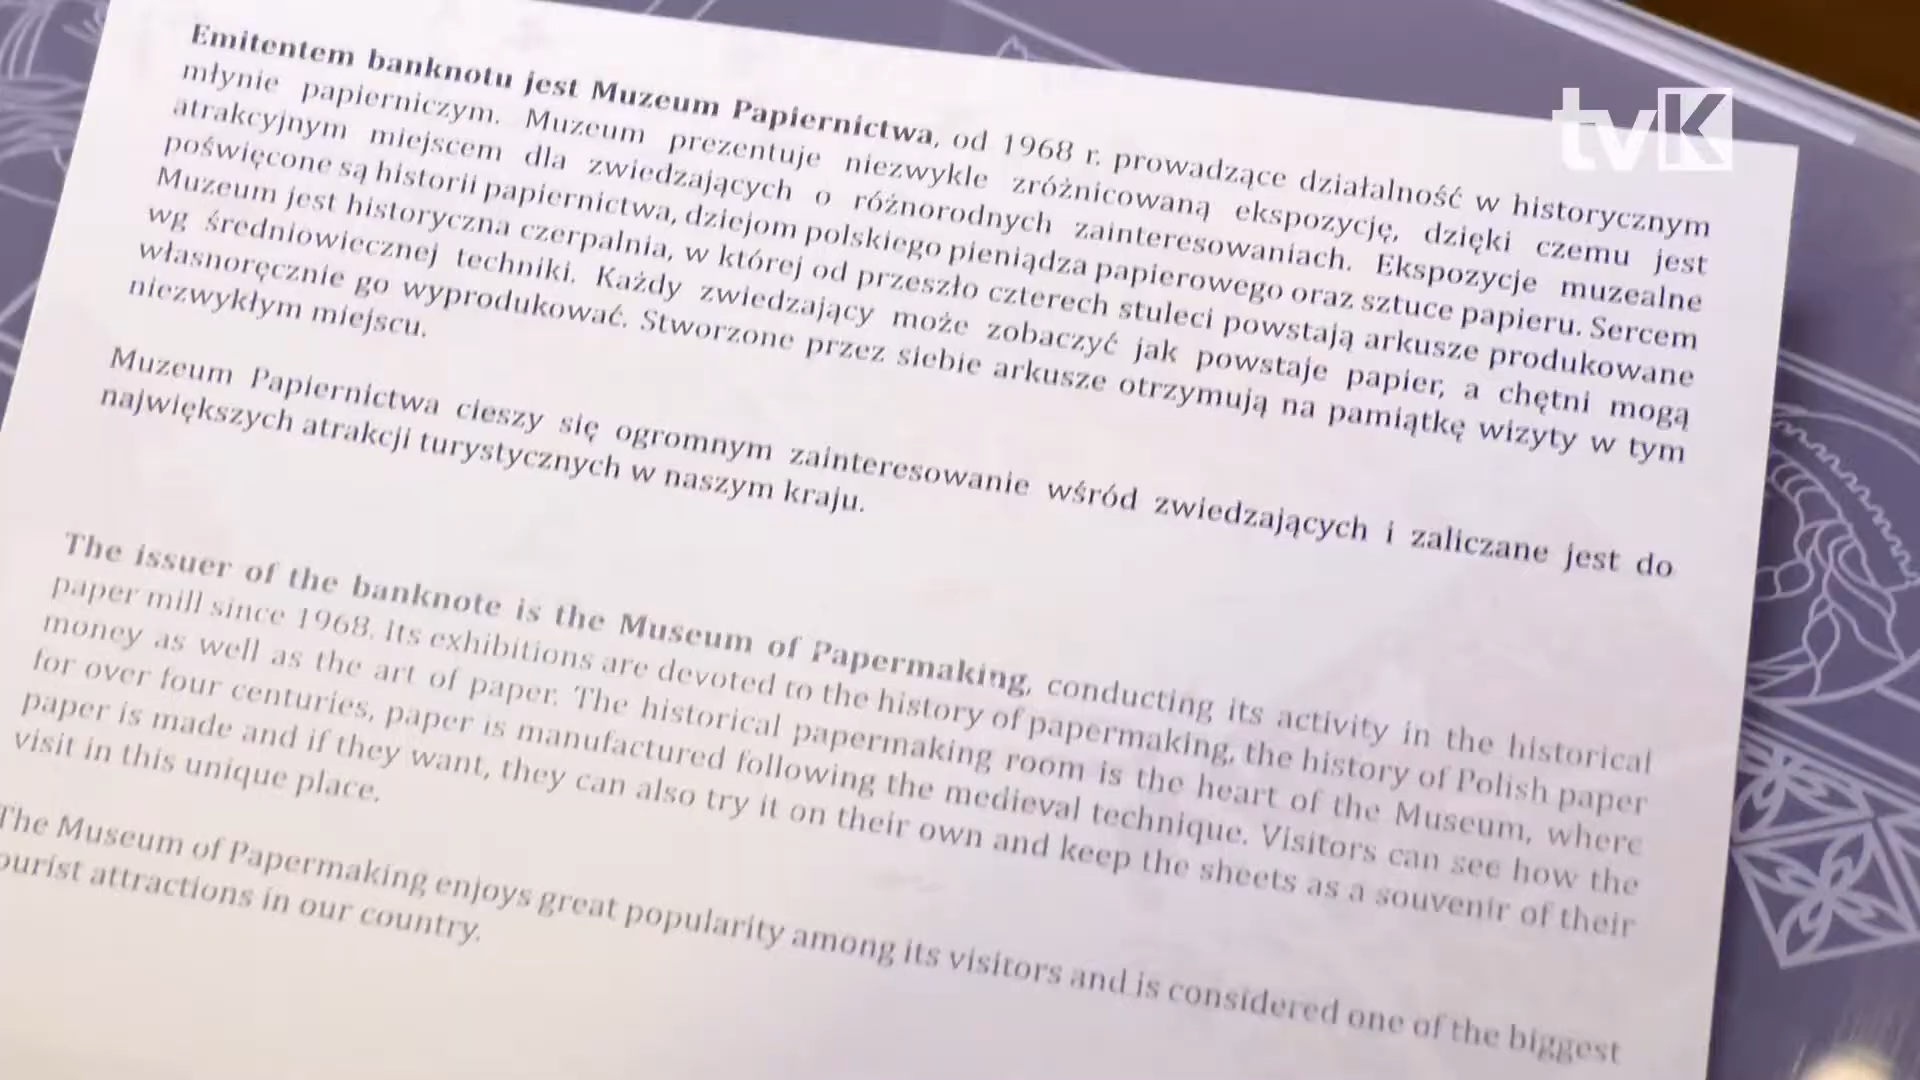 tvK
Emitentem banknotu jest Muzeum Papiernictwa, od 1968 r. prowadzące działalność w historycznym
młynie papierniczym. Muzeum prezentuje niezwykle zróżnicowaną ekspozycję, dzięki czemu jest
atrakcyjnym miejscem dla zwiedzających o różnorodnych zainteresowaniach. Ekspozycje muzealne
poświęcone są historii papiernictwa, dziejom polskiego pieniądza papierowego oraz sztuce papieru. Sercem
Muzeum jest historyczna czerpalnia, w której od przeszło czterech stuleci powstają arkusze produkowane
wg średniowiecznej techniki. Każdy zwiedzający może zobaczyć jak powstaje papier, a chętni mogą
własnoręcznie go wyprodukować. Stworzone przez siebie arkusze otrzymują na pamiątkę wizyty w tym
niezwykłym miejscu.
Muzeum Papiernictwa cieszy się ogromnym zainteresowanie wśród zwiedzających i zaliczane jest do
największych atrakcji turystycznych w naszym kraju.
The issuer of the banknote is the Museum of Papermaking, conducting its activity in the historical
paper mill since 1968. Its exhibitions are devoted to the history of papermaking, the history of Polish paper
money as well as the art of paper. The historical papermaking room is the heart of the Museum, where
for over four centuries, paper is manufactured following the medieval technique. Visitors can see how the
paper is made and if they want, they can also try it on their own and keep the sheets as a souvenir of their
visit in this unique place.
The Museum of Papermaking enjoys great popularity among its visitors and is considered one of the biggest
ourist attractions in our country.